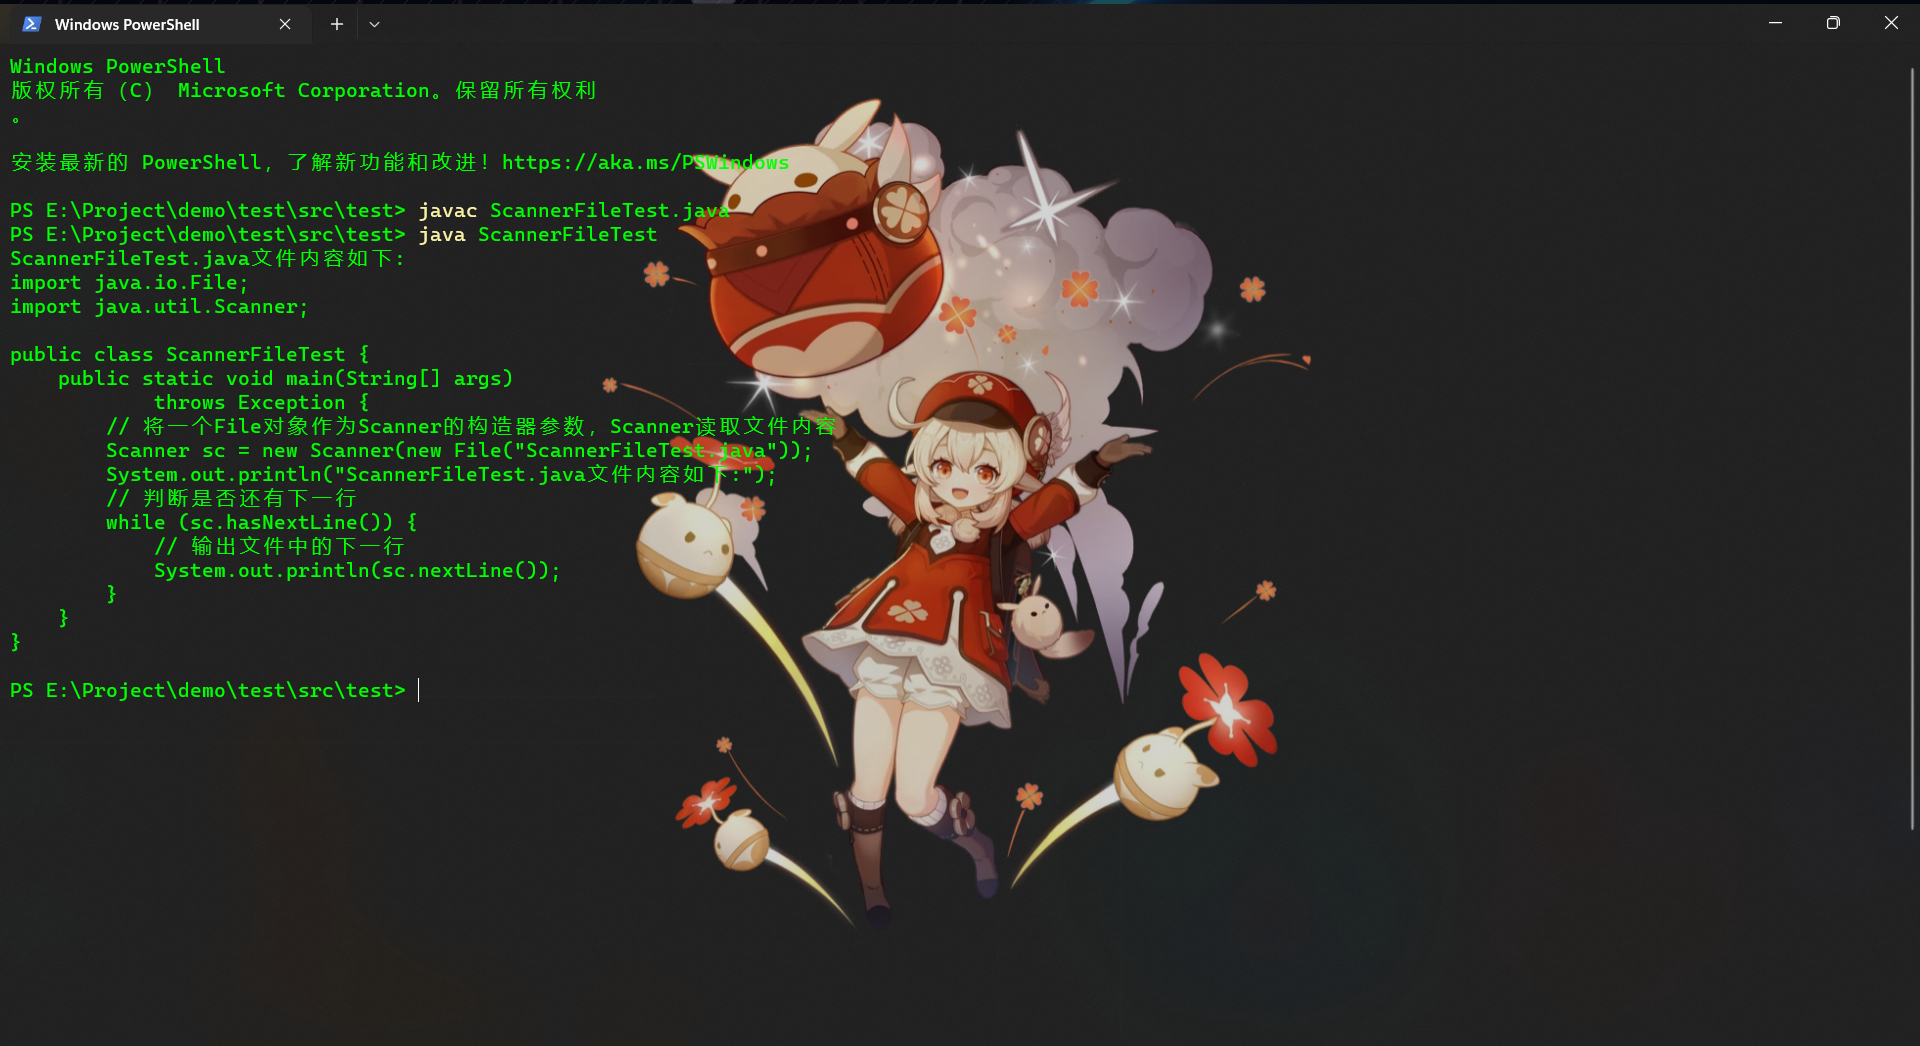 Windows PowerShell
Windows PowerShell
版权所有（C） Microsoft Corporation。保留所有权利
。
安装最新的 PowerShell，了解新功能和改进！https://aka.ms/PSWindows
PS E:\Project\demo\test\src\test> javac ScannerFileTest.java
PS E:\Project\demo\test\src\test> java ScannerFileTest
ScannerFileTest.java文件内容如下:
import java.io.File;
import java.util.Scanner;
public class ScannerFileTest {
    public static void main(String[] args)
            throws Exception {
        // 将一个File对象作为Scanner的构造器参数，Scanner读取文件内容
        Scanner sc = new Scanner(new File("ScannerFileTest.java"));
        System.out.println("ScannerFileTest.java文件内容如下:");
        // 判断是否还有下一行
        while (sc.hasNextLine()) {
            // 输出文件中的下一行
            System.out.println(sc.nextLine());
        }
    }
}
PS E:\Project\demo\test\src\test>